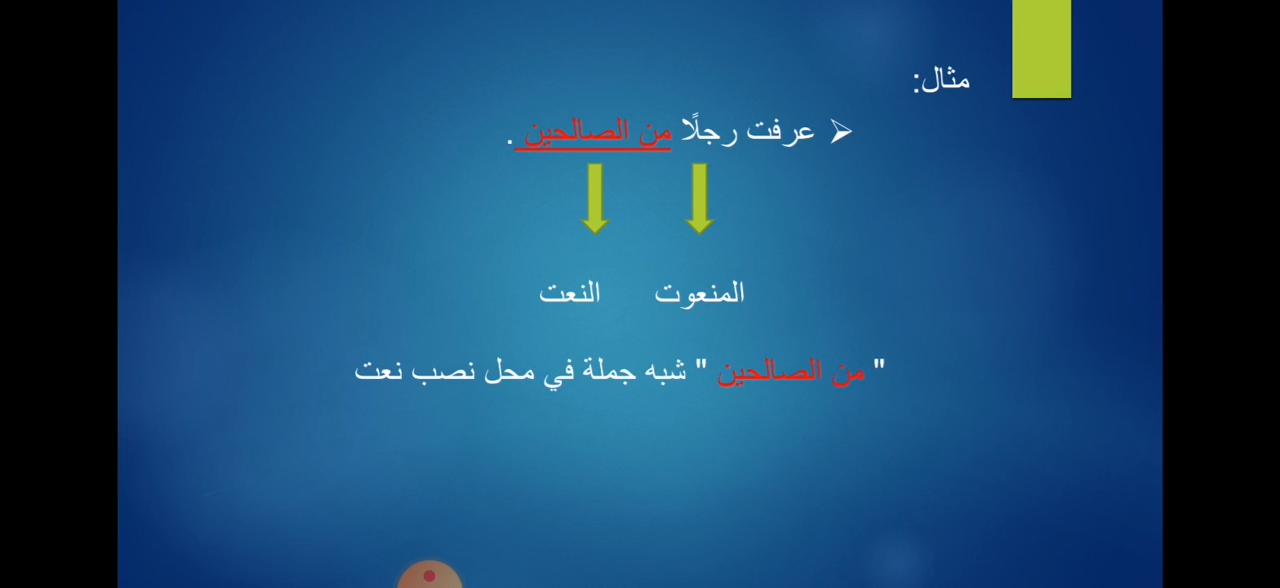 مثال:
عرفت رجلًا من الصالحين .
المنعوت النعت
" من الصالحين " شبه جملة في محل نصب نعت